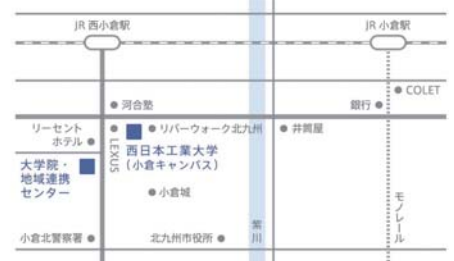 JR 西小倉駅
JR 小倉駅
COLET
河合塾
銀行
リーセント
ホテル
LEXUS
リバーウォーク北九州
井筒屋
西日本工業大学
(小倉キャンパス)
大学院・
地域連携
センター
小倉城
モノレール
紫川
小倉北警察署
北九州市役所